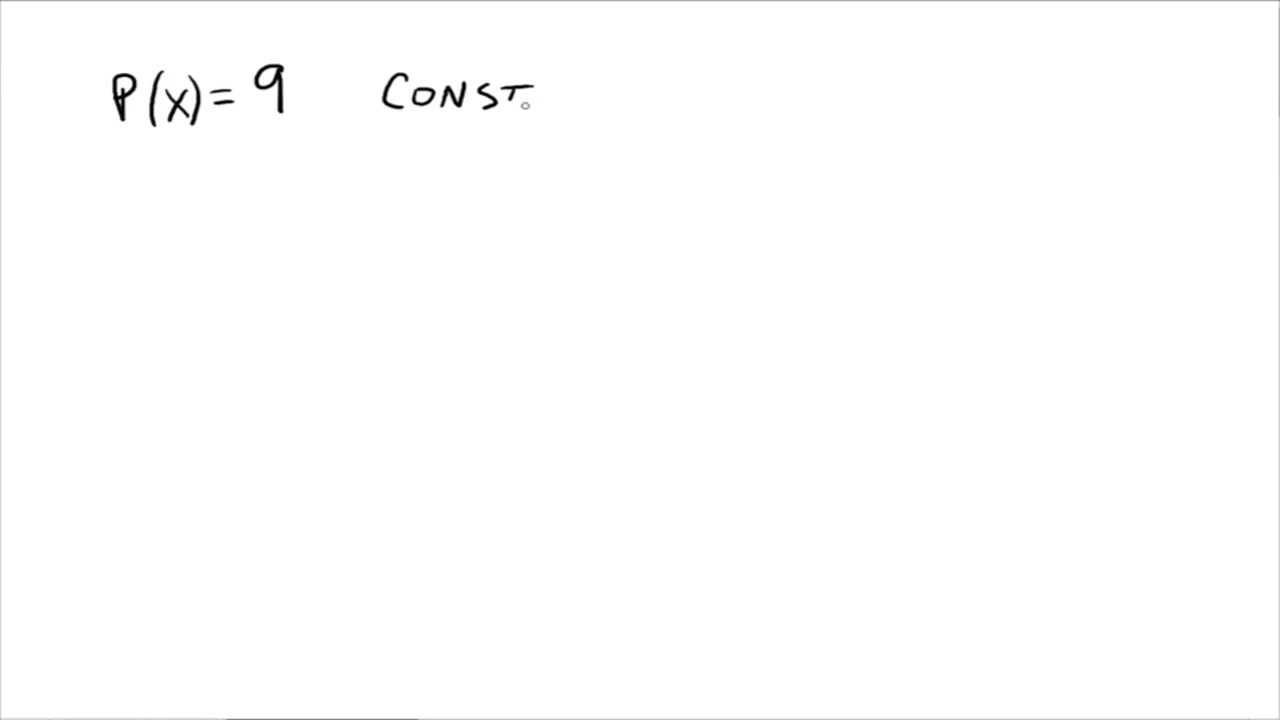 P(x) = 9 CONST